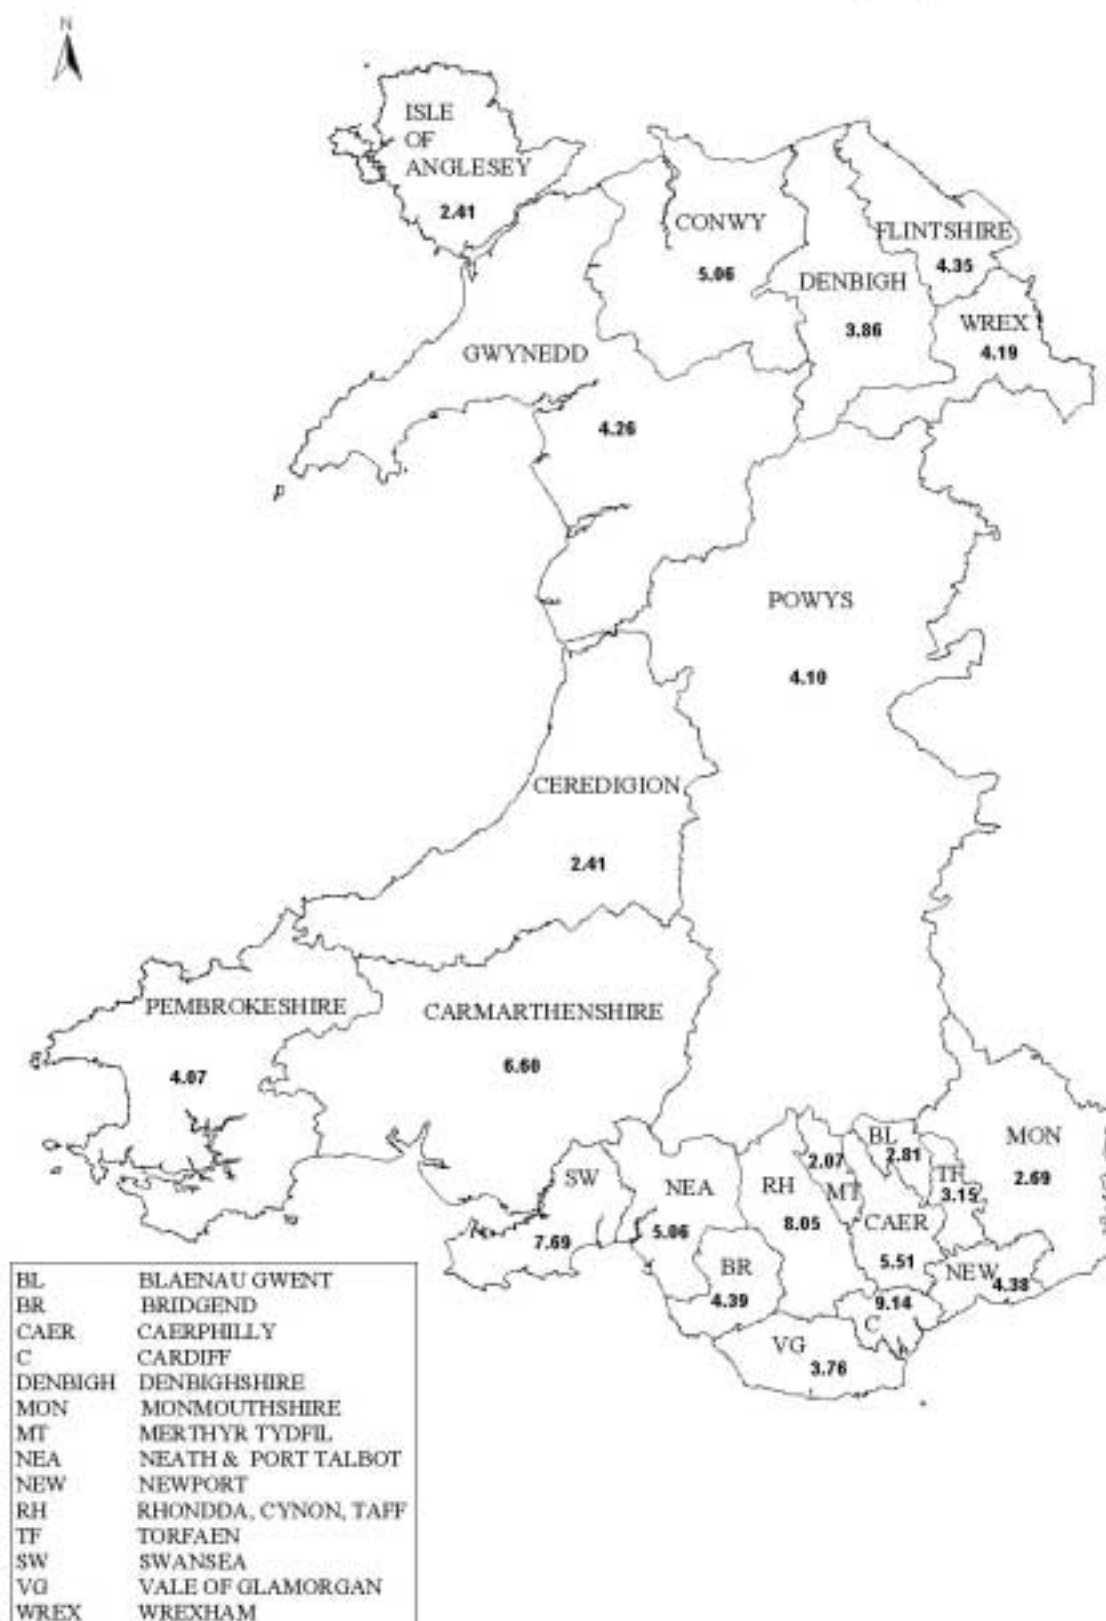 N
ISLE
OF
ANGLESEY
2.41
CONWY
5.06
FLINTSHIRE
4.35
DENBIGH
3.86
WREX
4.19
GWYNEDD
4.26
POWYS
4.10
CEREDIGION
2.41
PEMBROKESHIRE
4.07
CARMARTHENSHIRE
6.60
SW
7.69
NEA
5.06
BR
4.39
RH
8.05
2.07
MT
BL
2.81
TF
3.15
MON
2.69
CAER
5.51
NEW
4.38
9.14
C
VG
3.76
BL BLAENAU GWENT
BR BRIDGEND
CAER CAERPHILLY
C CARDIFF
DENBIGH DENBIGHSHIRE
MON MONMOUTHSHIRE
MT MERTHYR TYDFIL
NEA NEATH & PORT TALBOT
NEW NEWPORT
RH RHONDDA, CYNON, TAFF
TF TORFAEN
SW SWANSEA
VG VALE OF GLAMORGAN
WREX WREXHAM